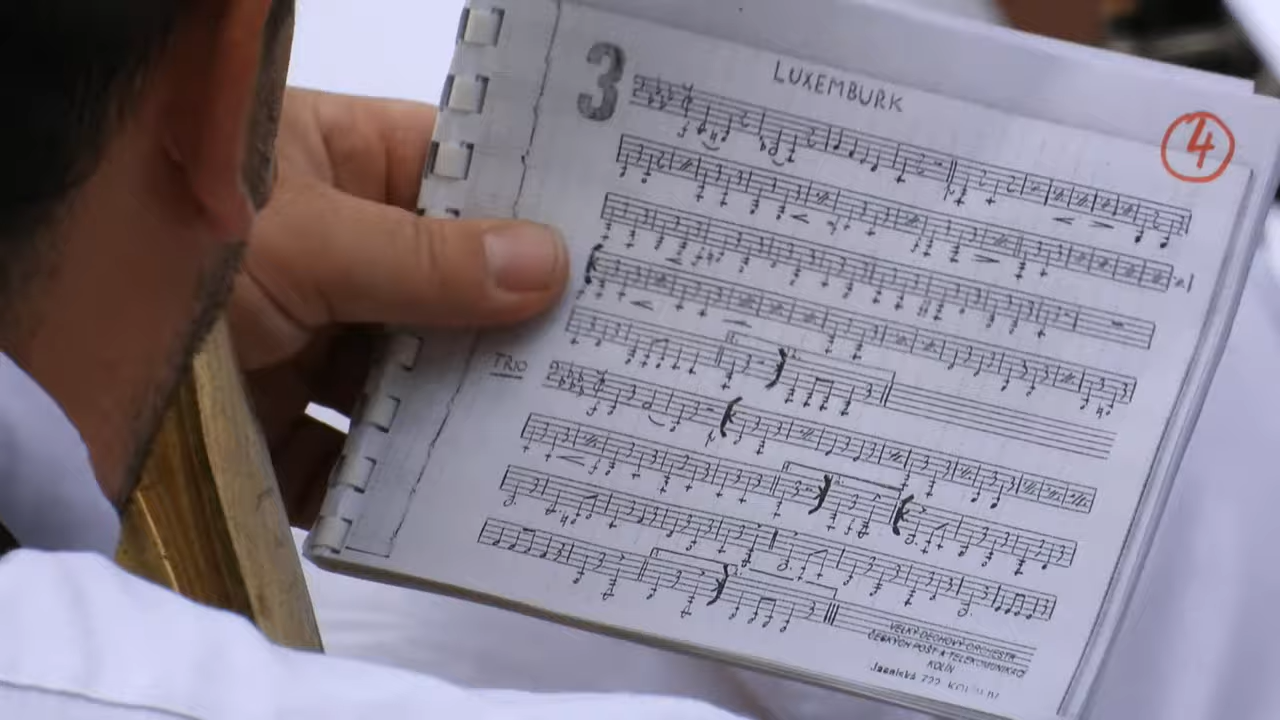 3
LUXEMBURK
4
TRIO
VELKÝ DECHOVÝ ORCHESTR
ČESKÝCH POŠT A TELEKOMUNIKACÍ
KOLÍN